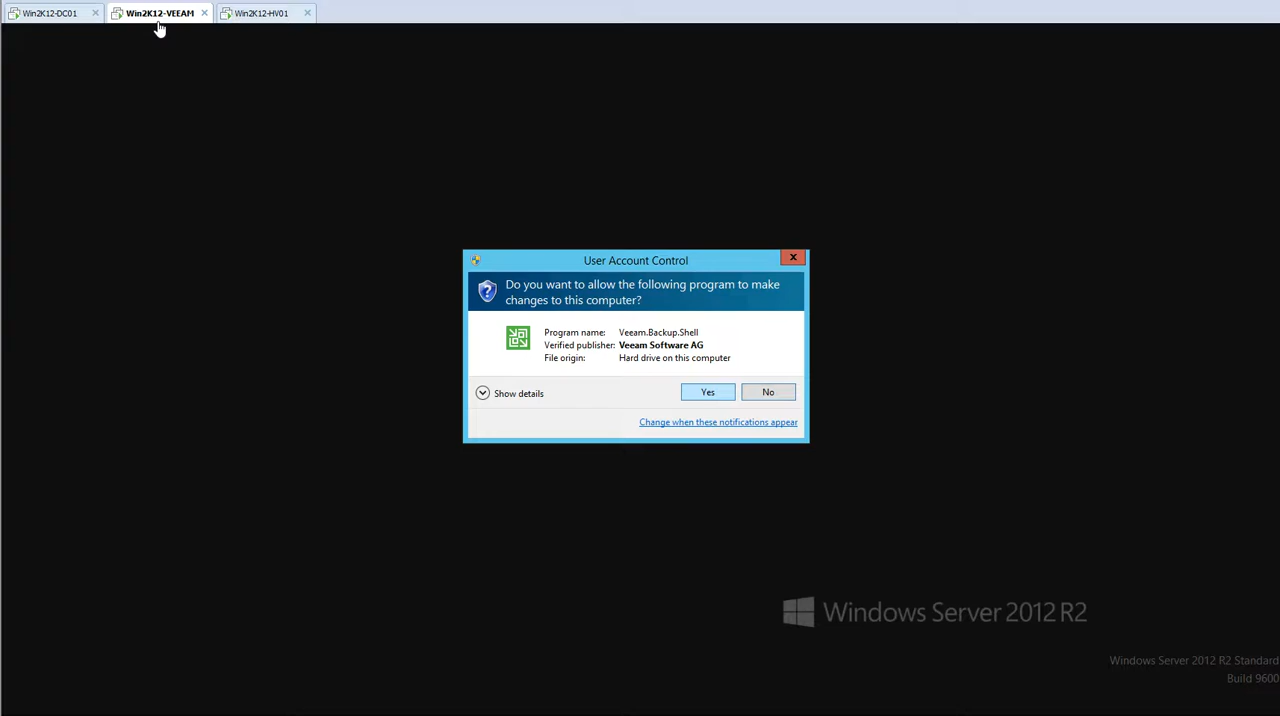 Win2K12-DC01
Win2K12-VEEAM
Win2K12-HV01
User Account Control
Do you want to allow the following program to make
changes to this computer?
Program name: Veeam.Backup.Shell
Verified publisher: Veeam Software AG
File origin: Hard drive on this computer
Show details
Yes
No
Change when these notifications appear
Windows Server 2012 R2
Windows Server 2012 R2 Standard
Build 9600